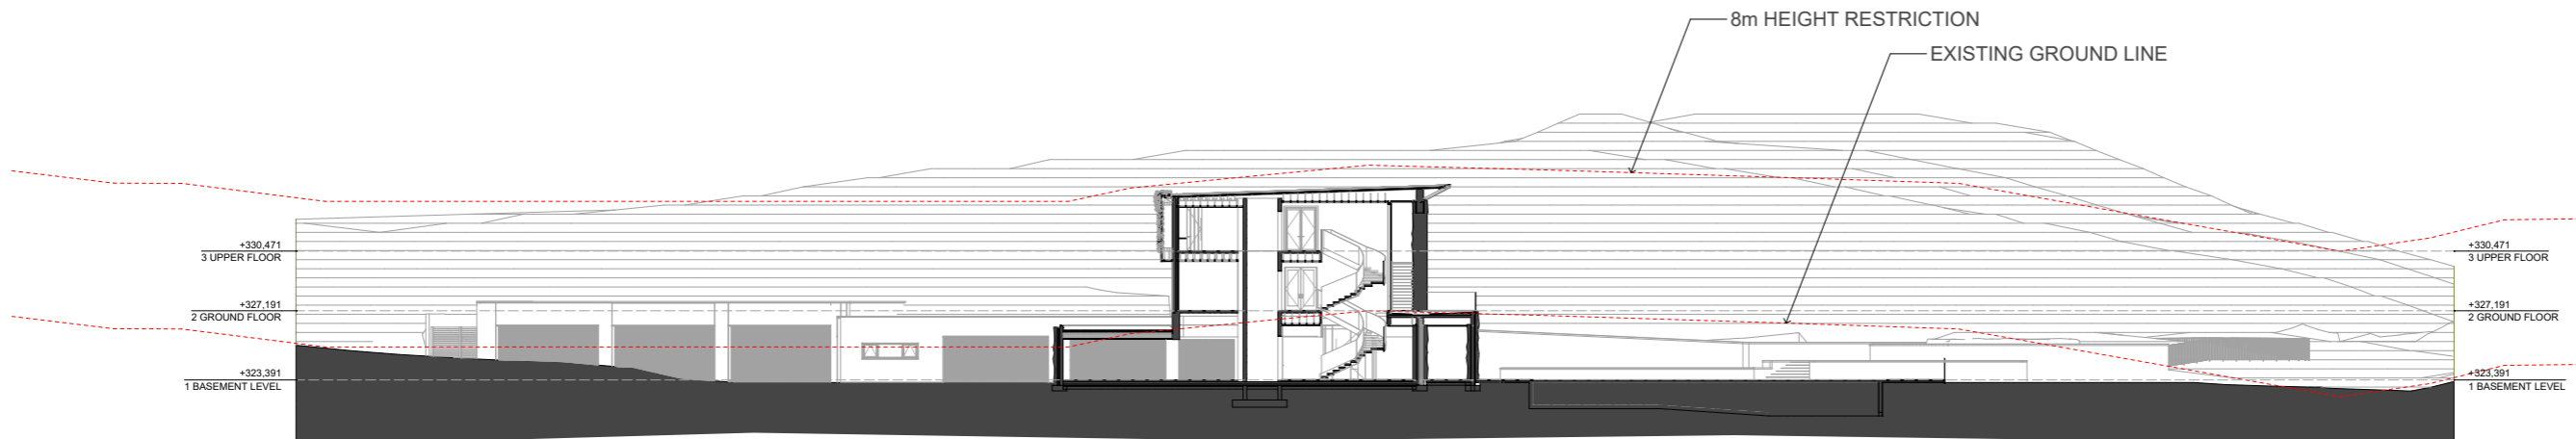 8m HEIGHT RESTRICTION
EXISTING GROUND LINE
+330,471
3 UPPER FLOOR
+330,471
3 UPPER FLOOR
+327,191
2 GROUND FLOOR
+327,191
2 GROUND FLOOR
+323,391
1 BASEMENT LEVEL
+323,391
1 BASEMENT LEVEL